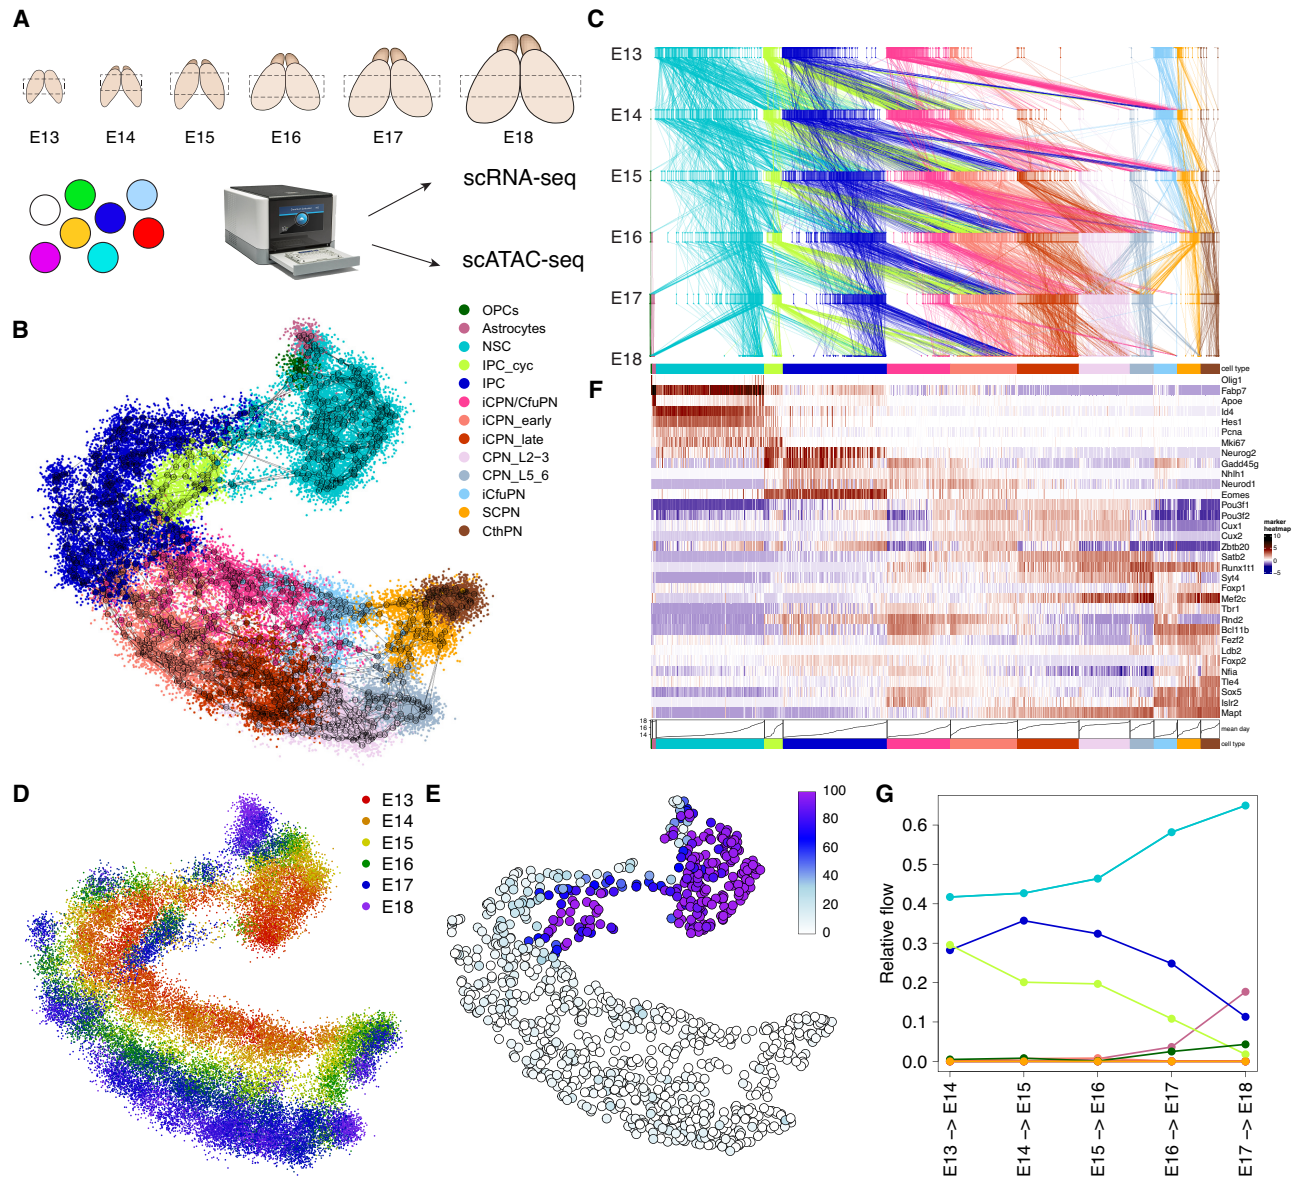 A
E13
E14
E15
E16
E17
E18
scRNA-seq
scATAC-seq
B
OPCs
Astrocytes
NSC
IPC_cyc
IPC
iCPN/CfuPN
iCPN_early
iCPN_late
CPN_L2−3
CPN_L5_6
iCfuPN
SCPN
CthPN
C
E13
E14
E15
E16
E17
E18
cell type
F
Olig1
Fabp7
Apoe
Id4
Hes1
Pcna
Mki67
Neurog2
Gadd45g
Nhlh1
Neurod1
Eomes
Pou3f1
Pou3f2
Cux1
Cux2
Zbtb20
Satb2
Runx1t1
Syt4
Foxp1
Mef2c
Tbr1
Rnd2
Bcl11b
Fezf2
Ldb2
Foxp2
Nfia
Tle4
Sox5
Islr2
Mapt
18
16
14
mean day
cell type
marker
heatmap
10
5
0
−5
D
E13
E14
E15
E16
E17
E18
E
100
80
60
40
20
0
G
Relative flow
0.6
0.5
0.4
0.3
0.2
0.1
0.0
E13 −> E14
E14 −> E15
E15 −> E16
E16 −> E17
E17 −> E18